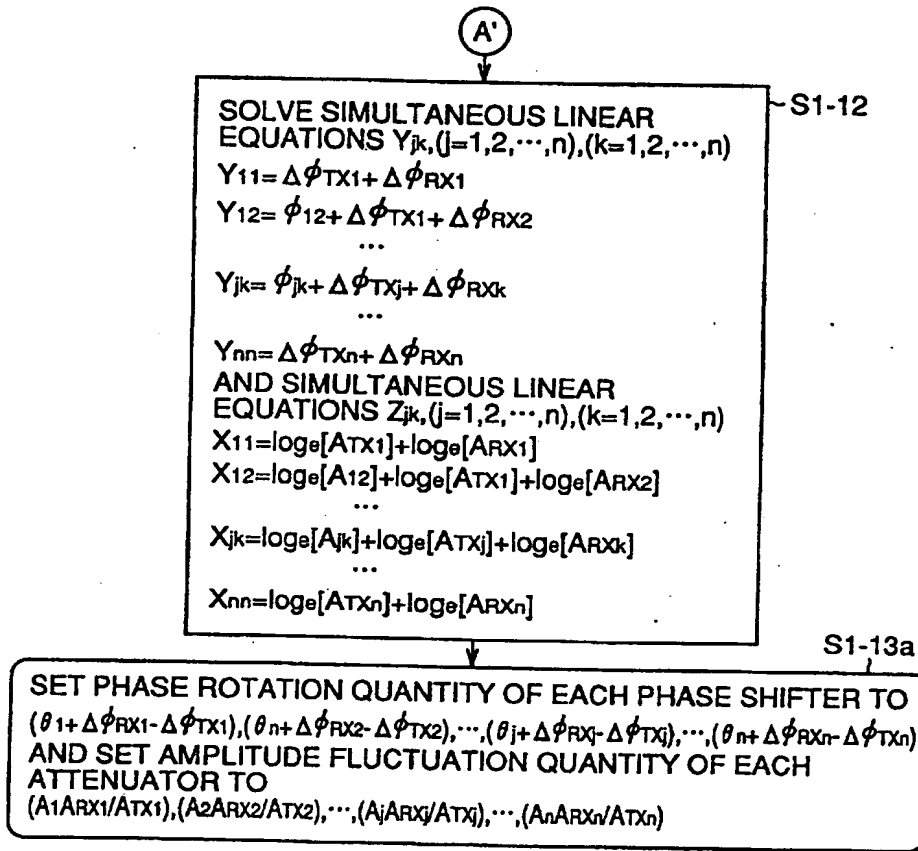 A'
S1-12
SOLVE SIMULTANEOUS LINEAR
EQUATIONS Yjk,(j=1,2,⋯,n),(k=1,2,⋯,n)
Y11=ΔϕTX1+ΔϕRX1
Y12=ϕ12+ΔϕTX1+ΔϕRX2
⋯
Yjk=ϕjk+ΔϕTXj+ΔϕRXk
⋯
Ynn=ΔϕTXn+ΔϕRXn
AND SIMULTANEOUS LINEAR
EQUATIONS Zjk,(j=1,2,⋯,n),(k=1,2,⋯,n)
X11=loge[ATX1]+loge[ARX1]
X12=loge[A12]+loge[ATX1]+loge[ARX2]
⋯
Xjk=loge[Ajk]+loge[ATXj]+loge[ARXk]
⋯
Xnn=loge[ATXn]+loge[ARXn]
S1-13a
SET PHASE ROTATION QUANTITY OF EACH PHASE SHIFTER TO
(θ1+ΔϕRX1-ΔϕTX1),(θn+ΔϕRX2-ΔϕTX2),⋯,(θj+ΔϕRXj-ΔϕTXj),⋯,(θn+ΔϕRXn-ΔϕTXn)
AND SET AMPLITUDE FLUCTUATION QUANTITY OF EACH
ATTENUATOR TO
(A1ARX1/ATX1),(A2ARX2/ATX2),⋯,(AjARXj/ATXj),⋯,(AnARXn/ATXn)